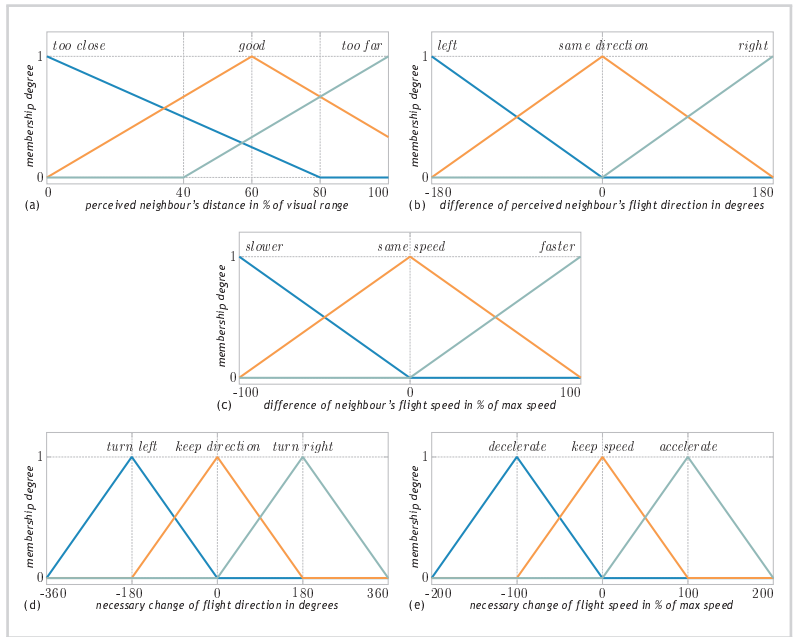 too close good too far
1
membership degree
0
0 40 60 80 100
(a) perceived neighbour's distance in % of visual range
left same direction right
1
membership degree
0
-180 0 180
(b) difference of perceived neighbour's flight direction in degrees
slower same speed faster
1
membership degree
0
-100 0 100
(c) difference of neighbour's flight speed in % of max speed
turn left keep direction turn right
1
membership degree
0
-360 -180 0 180 360
(d) necessary change of flight direction in degrees
decelerate keep speed accelerate
1
membership degree
0
-200 -100 0 100 200
(e) necessary change of flight speed in % of max speed